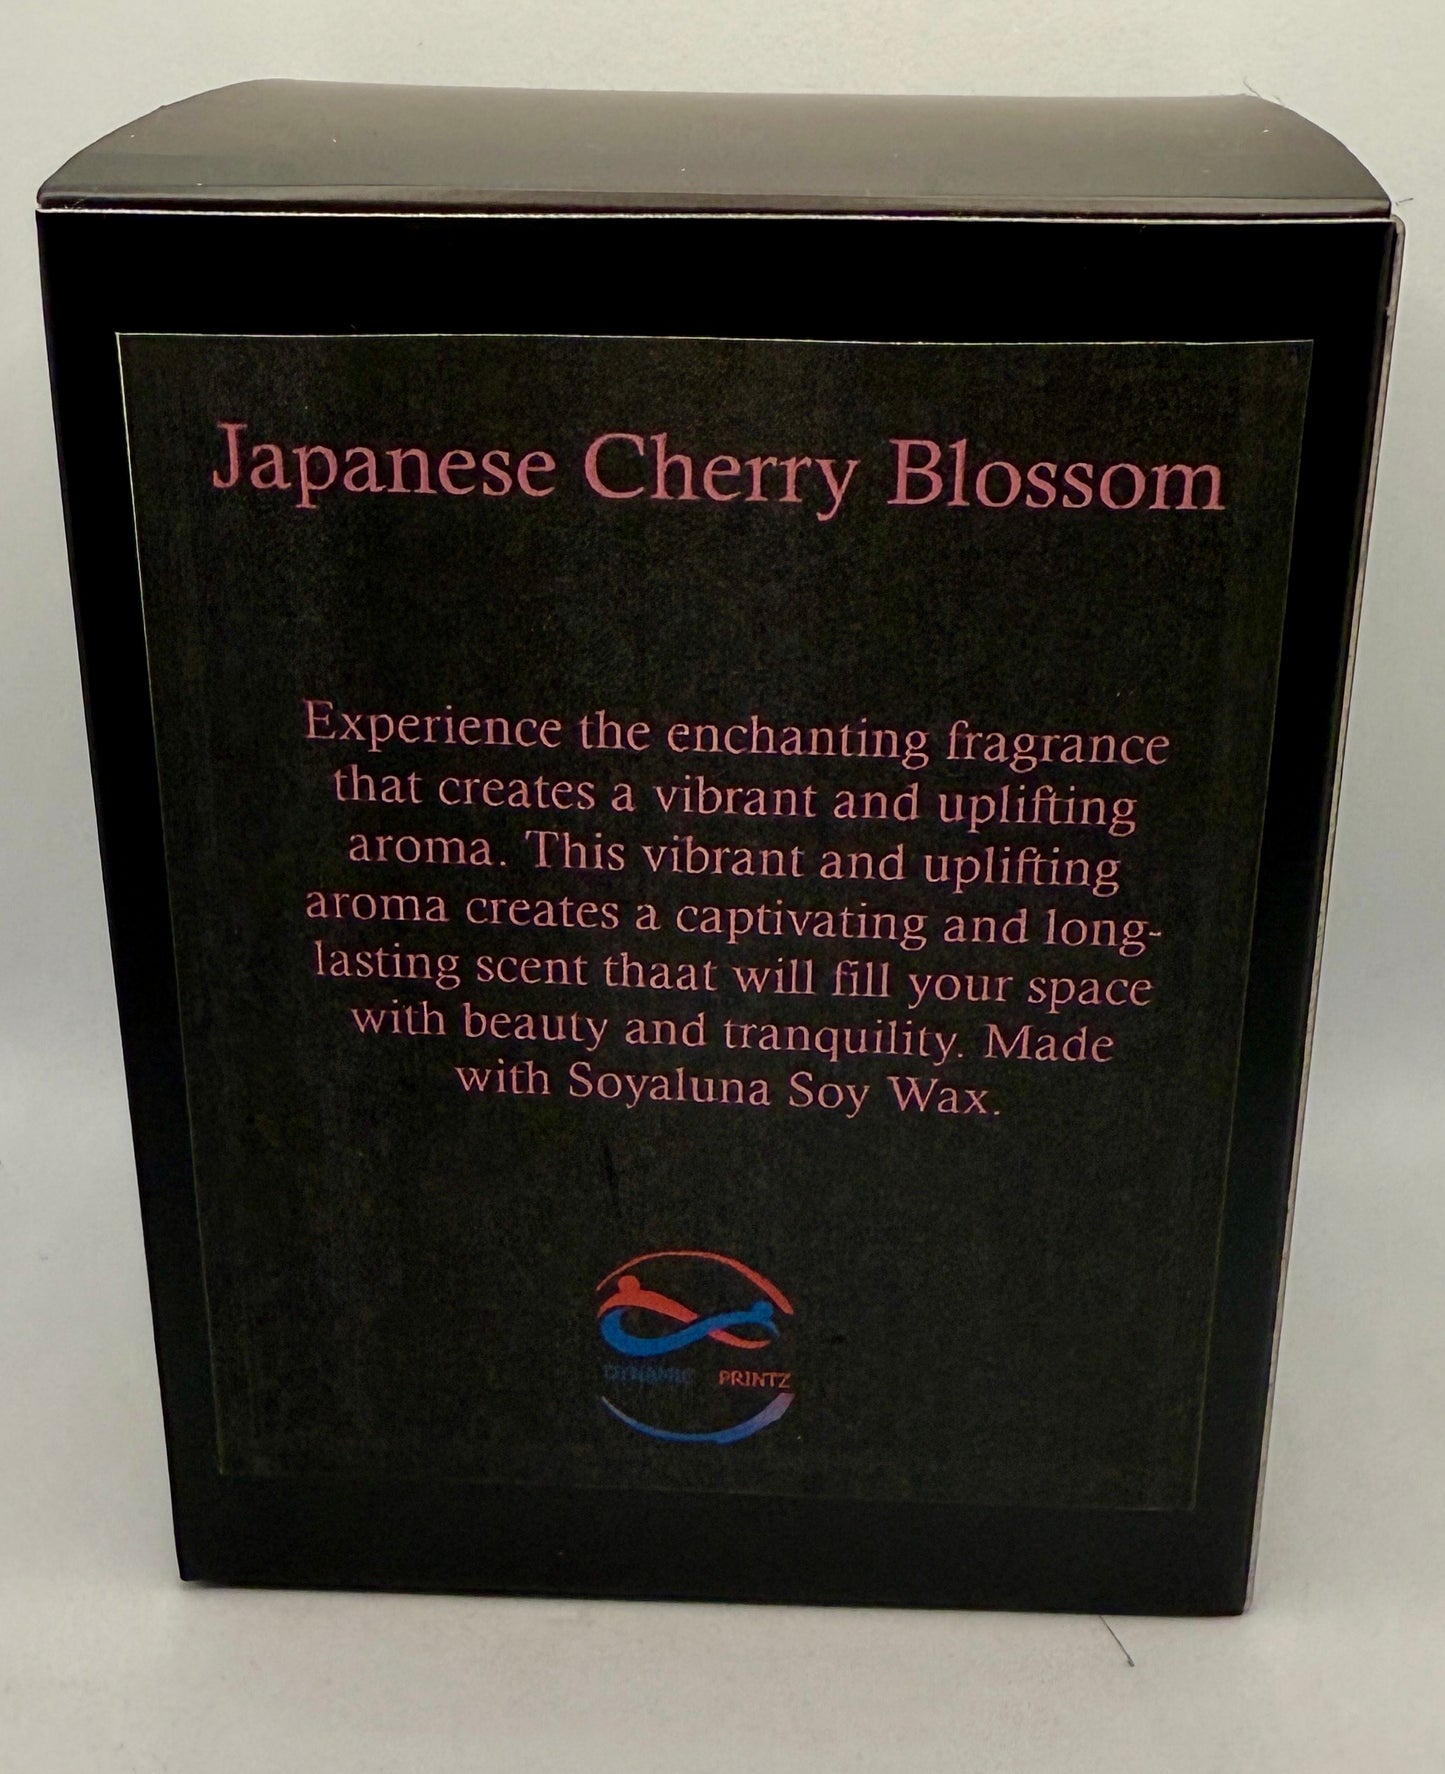 Japanese Cherry Blossom
Experience the enchanting fragrance
that creates a vibrant and uplifting
aroma. This vibrant and uplifting
aroma creates a captivating and long-
lasting scent thaat will fill your space
with beauty and tranquility. Made
with Soyaluna Soy Wax.
DYNAMIC PRINTZ